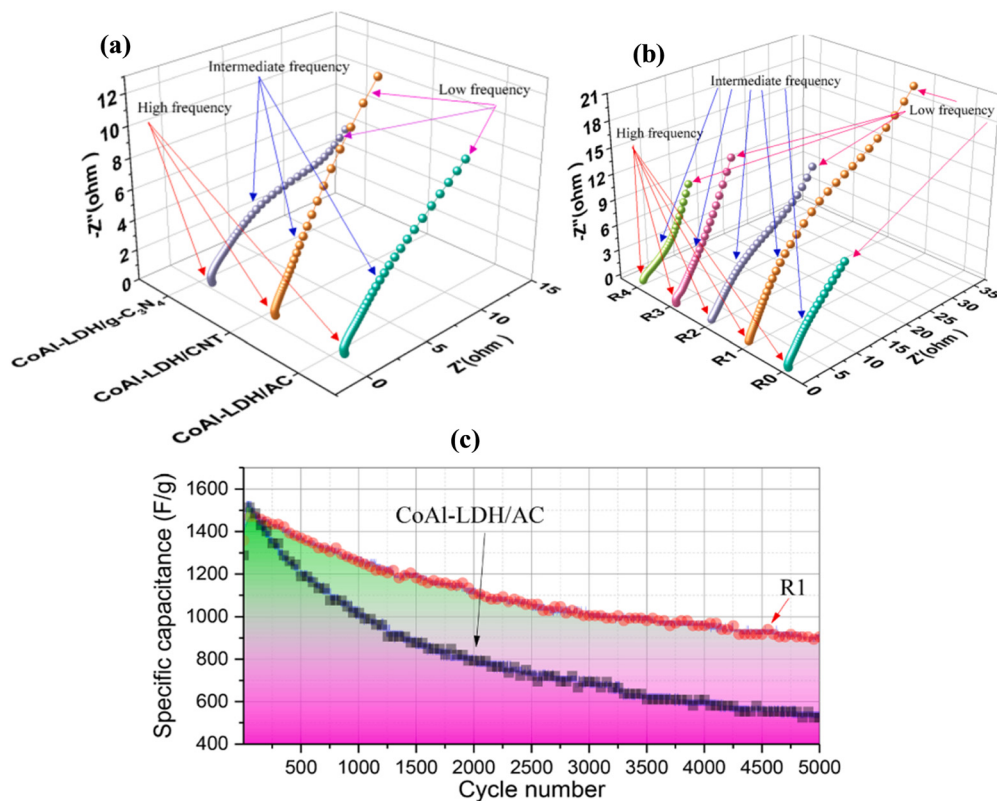 (a)
Intermediate frequency
High frequency
Low frequency
-Z''(ohm )
12
10
8
6
4
2
0
CoAl-LDH/g-C₃N₄
CoAl-LDH/CNT
CoAl-LDH/AC
0
5
10
15
Z'(ohm )
(b)
Intermediate frequency
High frequency
Low frequency
-Z''(ohm )
21
18
15
12
9
6
3
0
R4
R3
R2
R1
R0
0
5
10
15
20
25
30
35
Z'(ohm )
(c)
Specific capacitance (F/g)
1600
1400
1200
1000
800
600
400
CoAl-LDH/AC
R1
500 1000 1500 2000 2500 3000 3500 4000 4500 5000
Cycle number